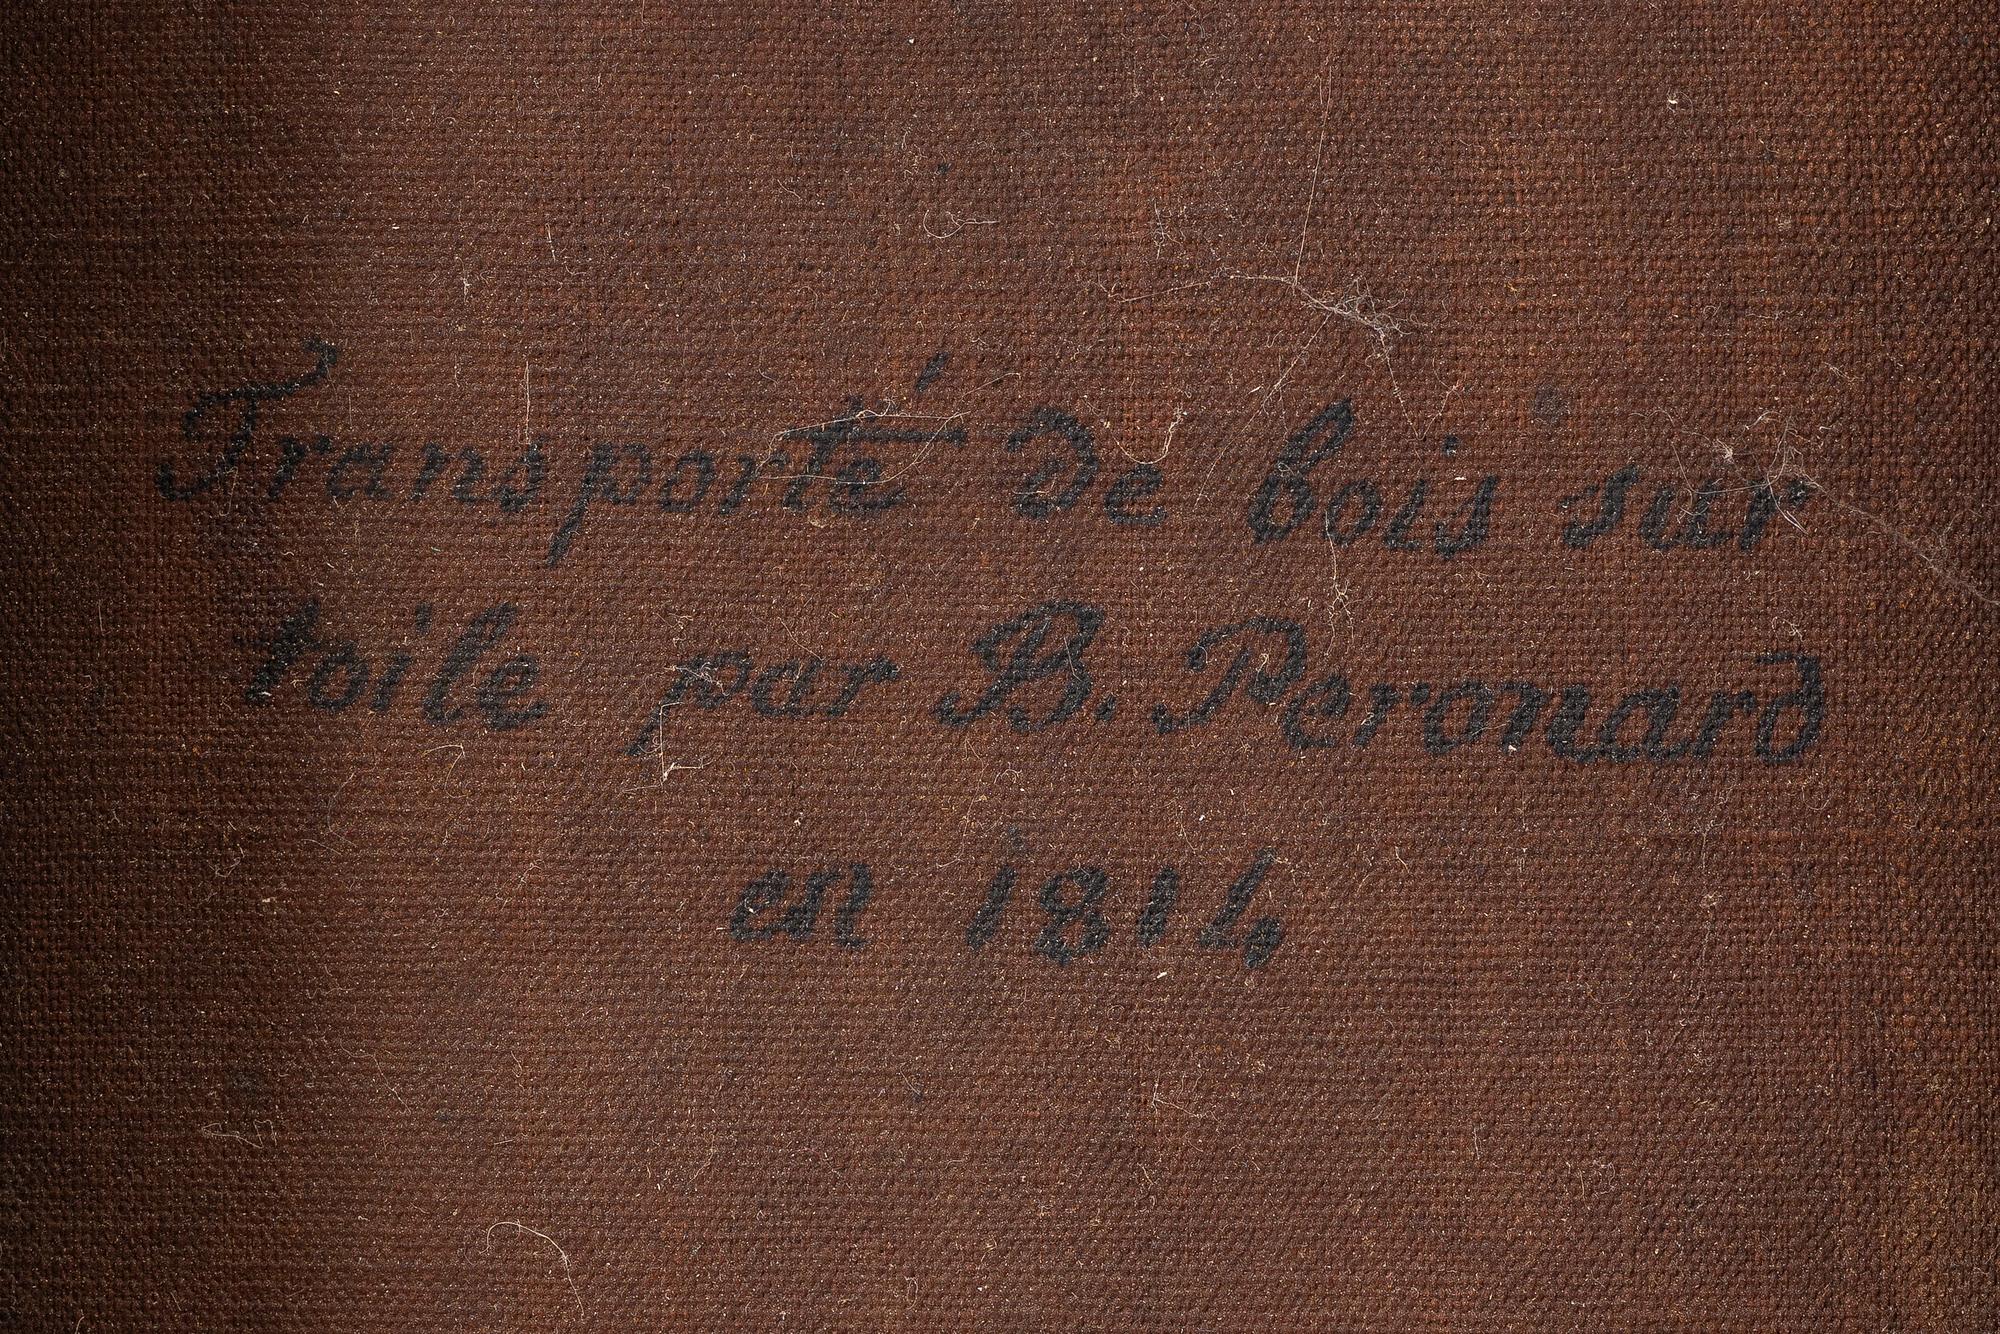 Transporté de bois sur
toile par B. Peronard
en 1814